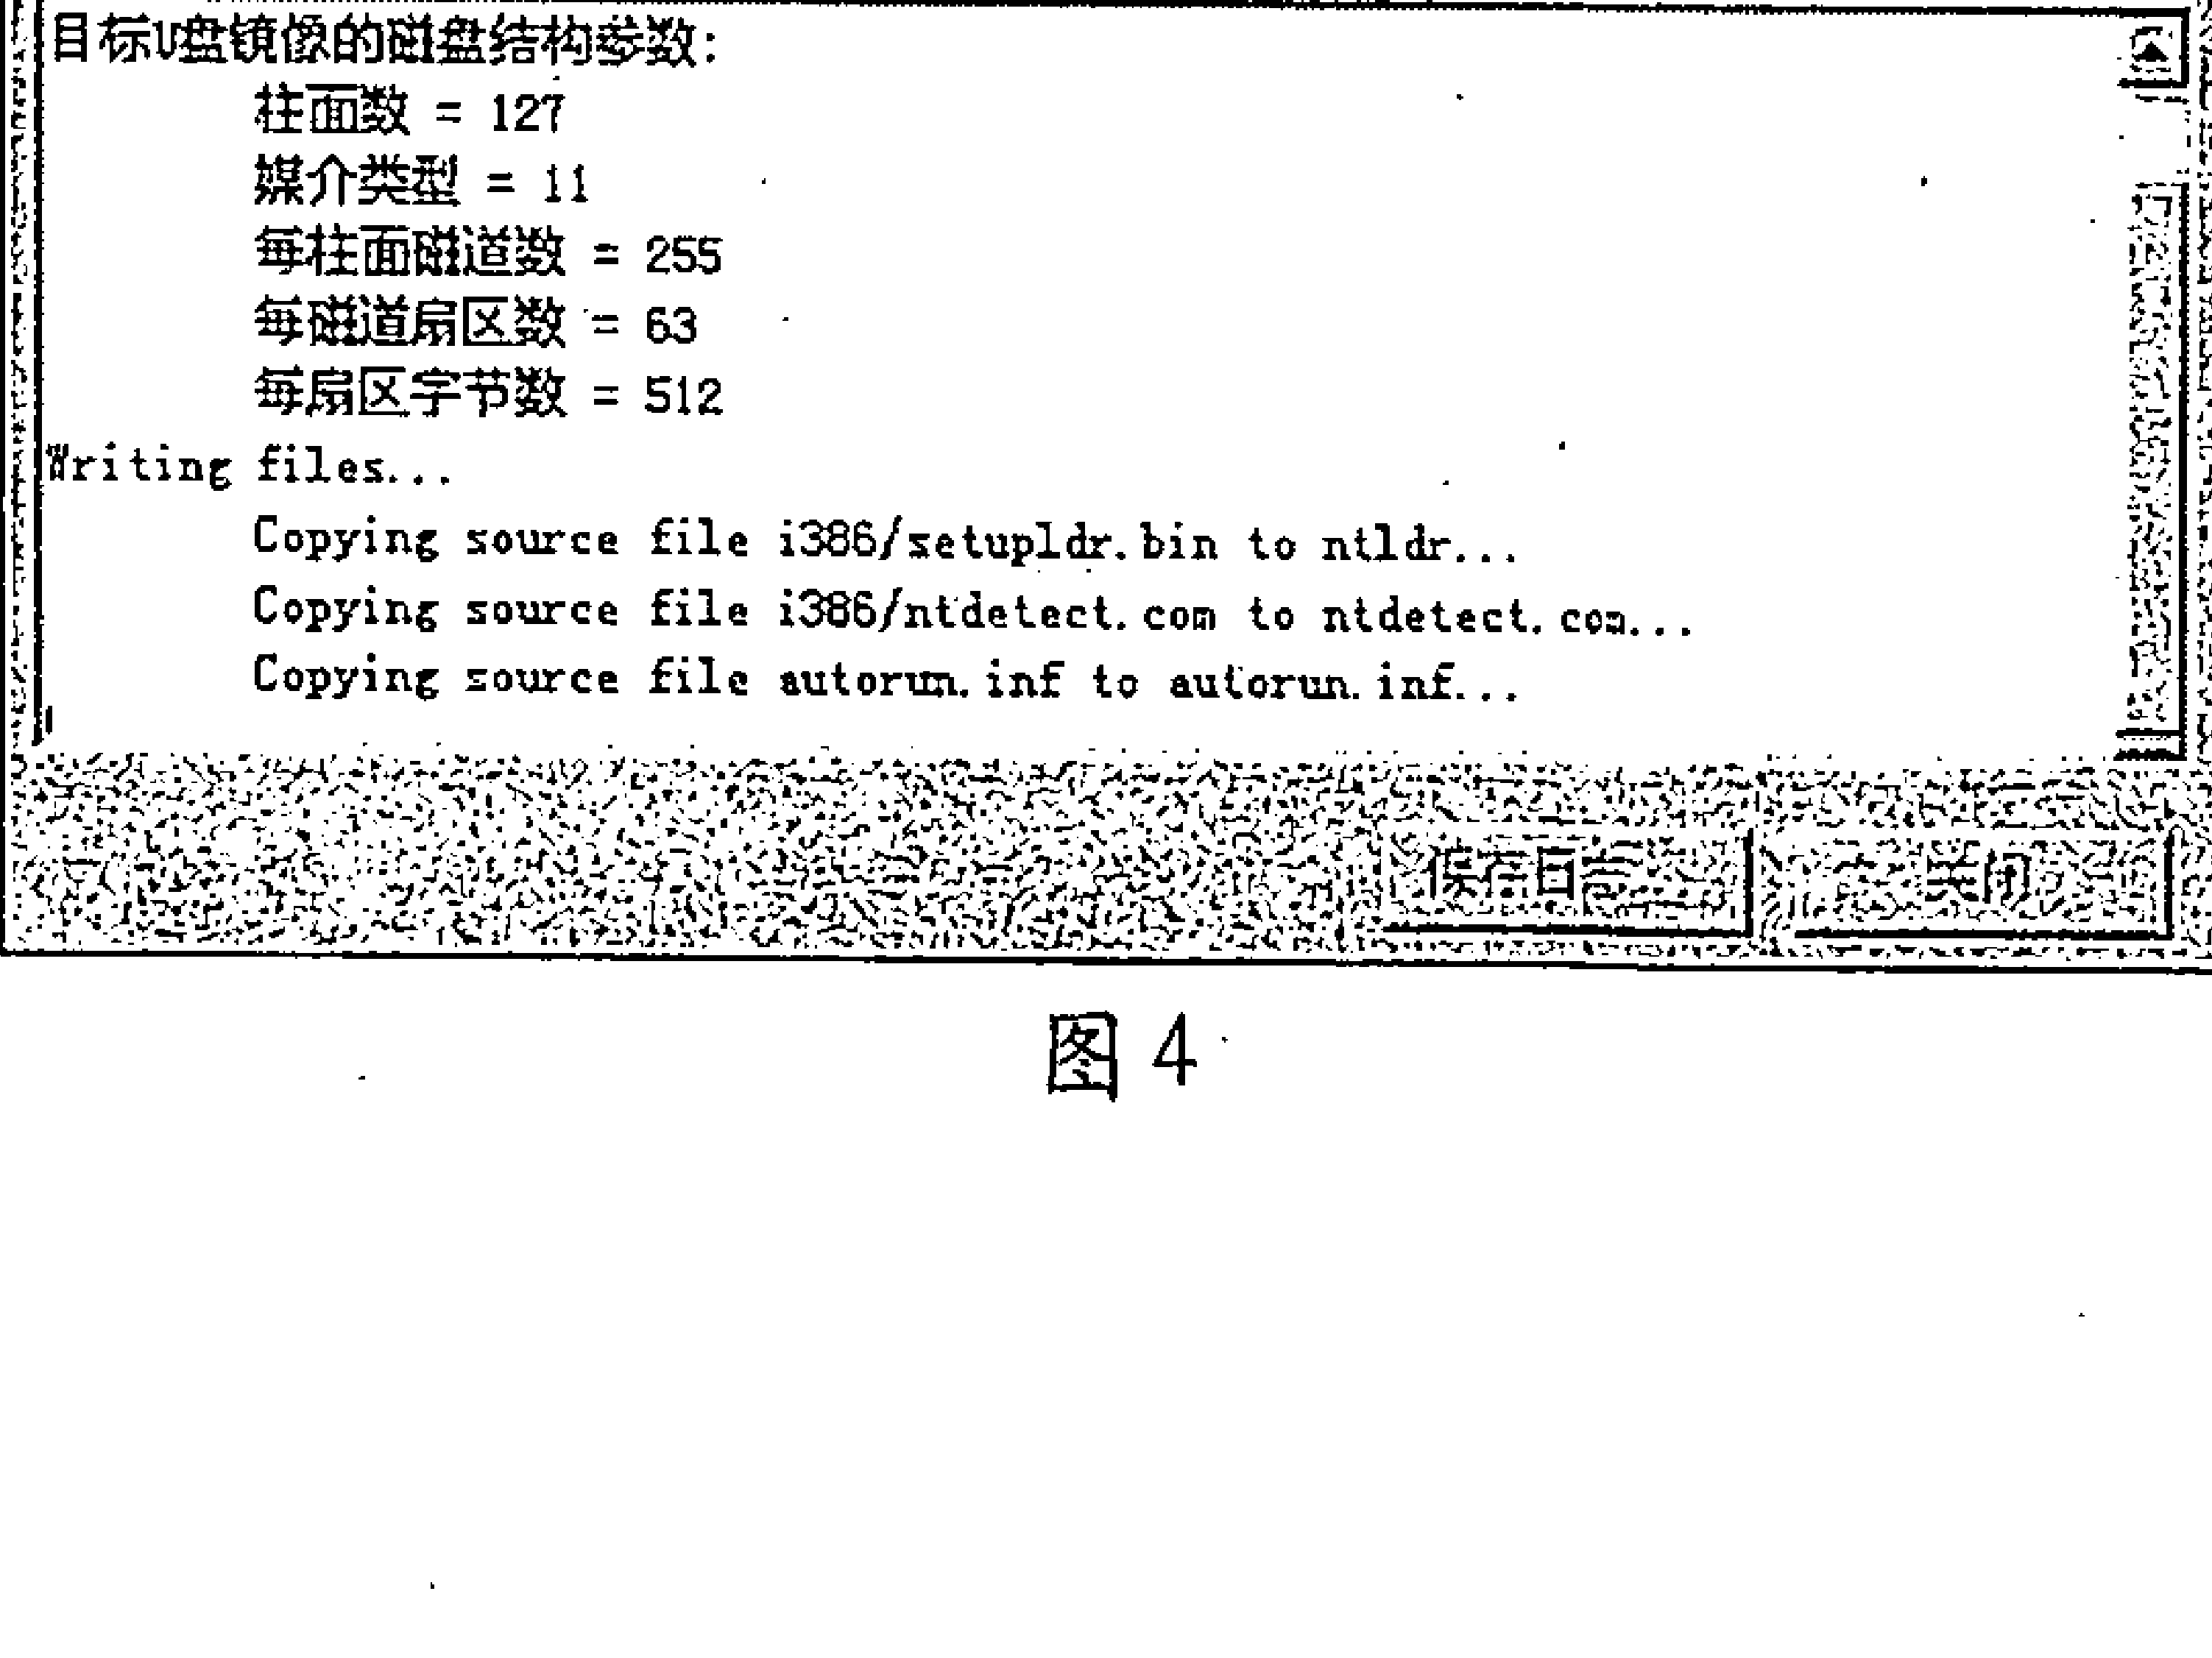 目标U盘镜像的磁盘结构参数:
柱面数 = 127
媒介类型 = 11
每柱面磁道数 = 255
每磁道扇区数 = 63
每扇区字节数 = 512
Writing files...
Copying source file i386/setupldr.bin to ntldr...
Copying source file i386/ntdetect.com to ntdetect.com...
Copying source file autorun.inf to autorun.inf...
保存日志 关闭
图 4